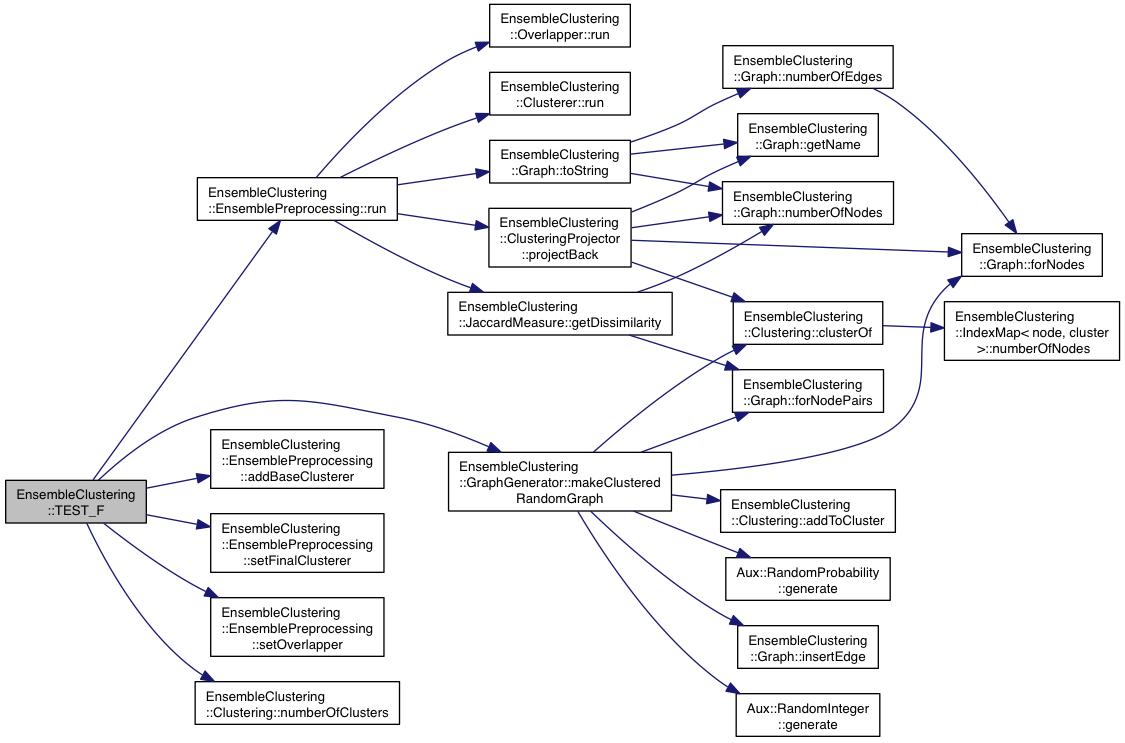 EnsembleClustering
::TEST_F
EnsembleClustering
::EnsemblePreprocessing::run
EnsembleClustering
::EnsemblePreprocessing
::addBaseClusterer
EnsembleClustering
::EnsemblePreprocessing
::setFinalClusterer
EnsembleClustering
::EnsemblePreprocessing
::setOverlapper
EnsembleClustering
::Clustering::numberOfClusters
EnsembleClustering
::Overlapper::run
EnsembleClustering
::Clusterer::run
EnsembleClustering
::Graph::toString
EnsembleClustering
::ClusteringProjector
::projectBack
EnsembleClustering
::JaccardMeasure::getDissimilarity
EnsembleClustering
::GraphGenerator::makeClustered
RandomGraph
EnsembleClustering
::Graph::numberOfEdges
EnsembleClustering
::Graph::getName
EnsembleClustering
::Graph::numberOfNodes
EnsembleClustering
::Clustering::clusterOf
EnsembleClustering
::Graph::forNodePairs
EnsembleClustering
::Clustering::addToCluster
Aux::RandomProbability
::generate
EnsembleClustering
::Graph::insertEdge
Aux::RandomInteger
::generate
EnsembleClustering
::Graph::forNodes
EnsembleClustering
::IndexMap< node, cluster
>::numberOfNodes